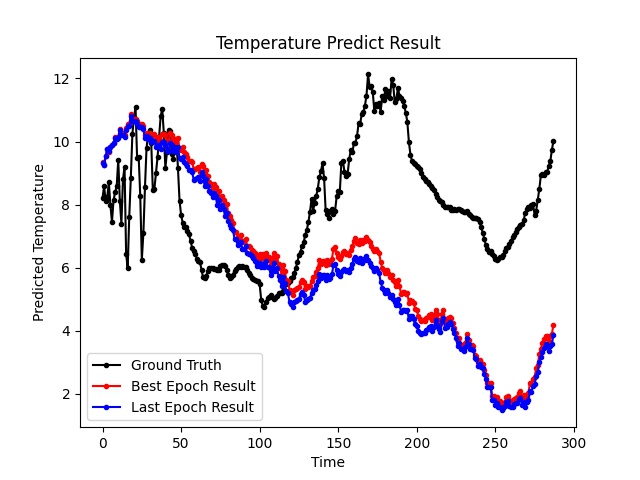 Temperature Predict Result
12
10
8
6
4
2
Predicted Temperature
Ground Truth
Best Epoch Result
Last Epoch Result
0 50 100 150 200 250 300
Time